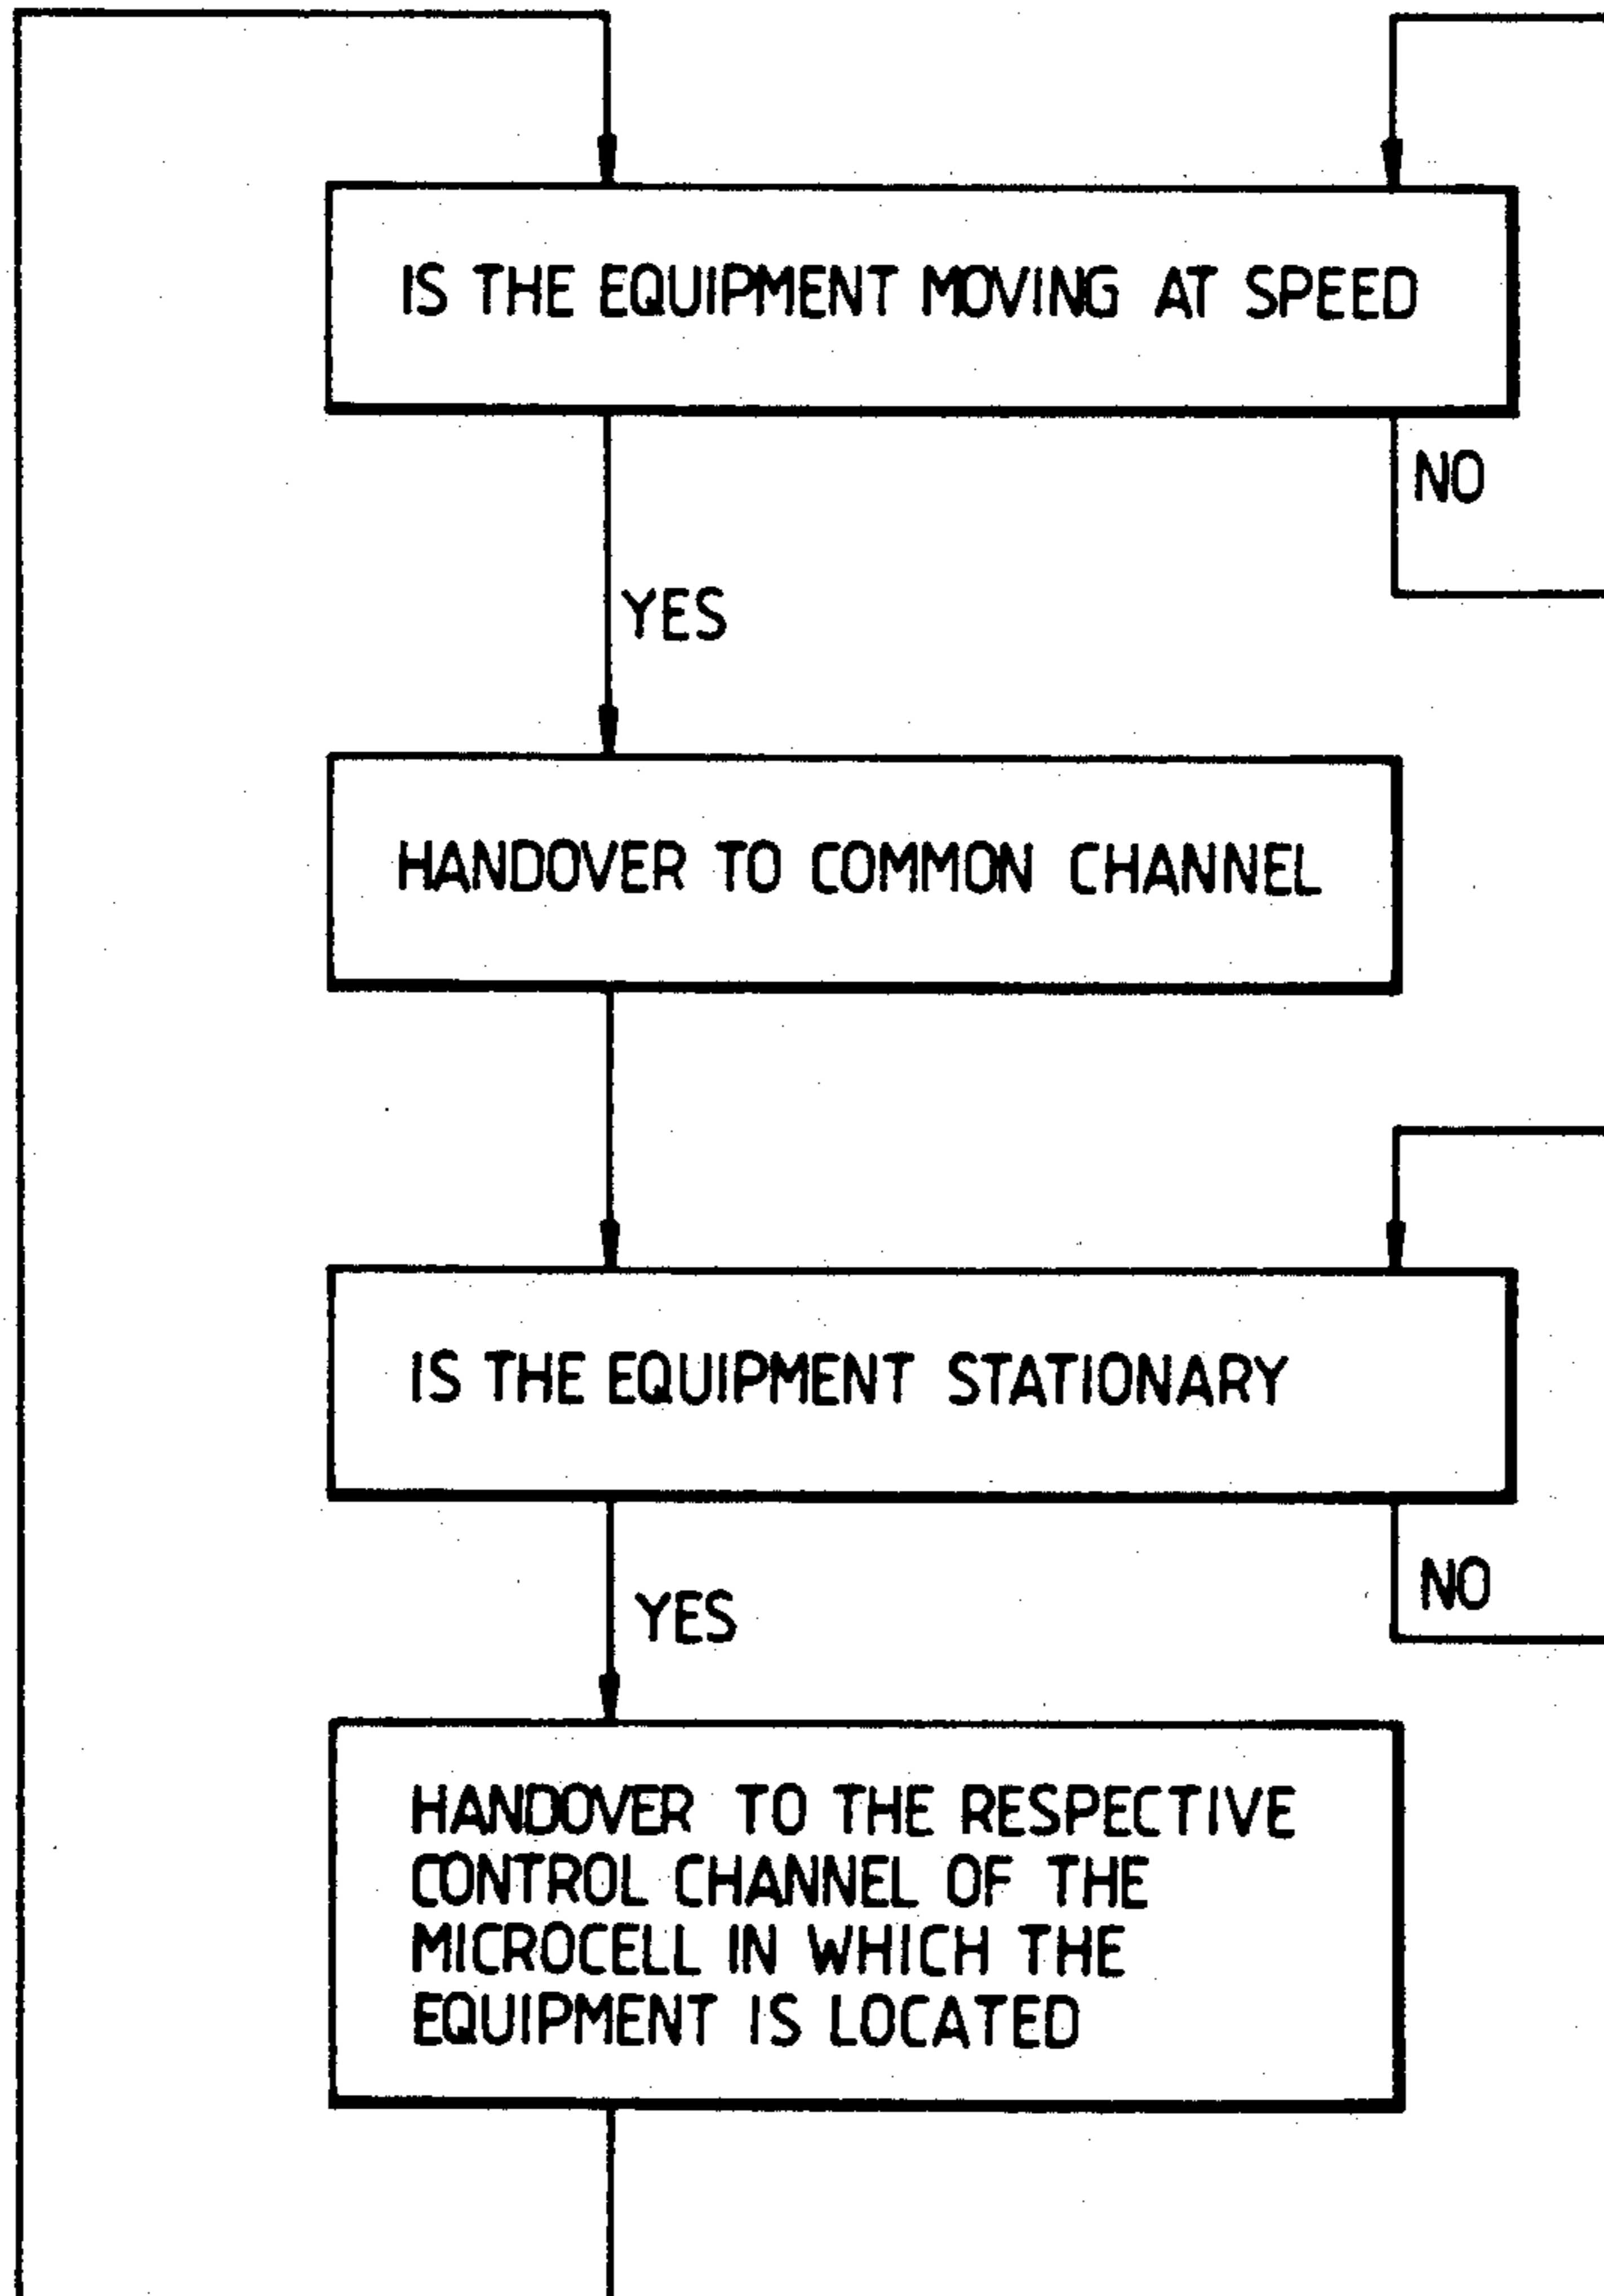 IS THE EQUIPMENT MOVING AT SPEED
NO
YES
HANDOVER TO COMMON CHANNEL
IS THE EQUIPMENT STATIONARY
NO
YES
HANDOVER TO THE RESPECTIVE
CONTROL CHANNEL OF THE
MICROCELL IN WHICH THE
EQUIPMENT IS LOCATED